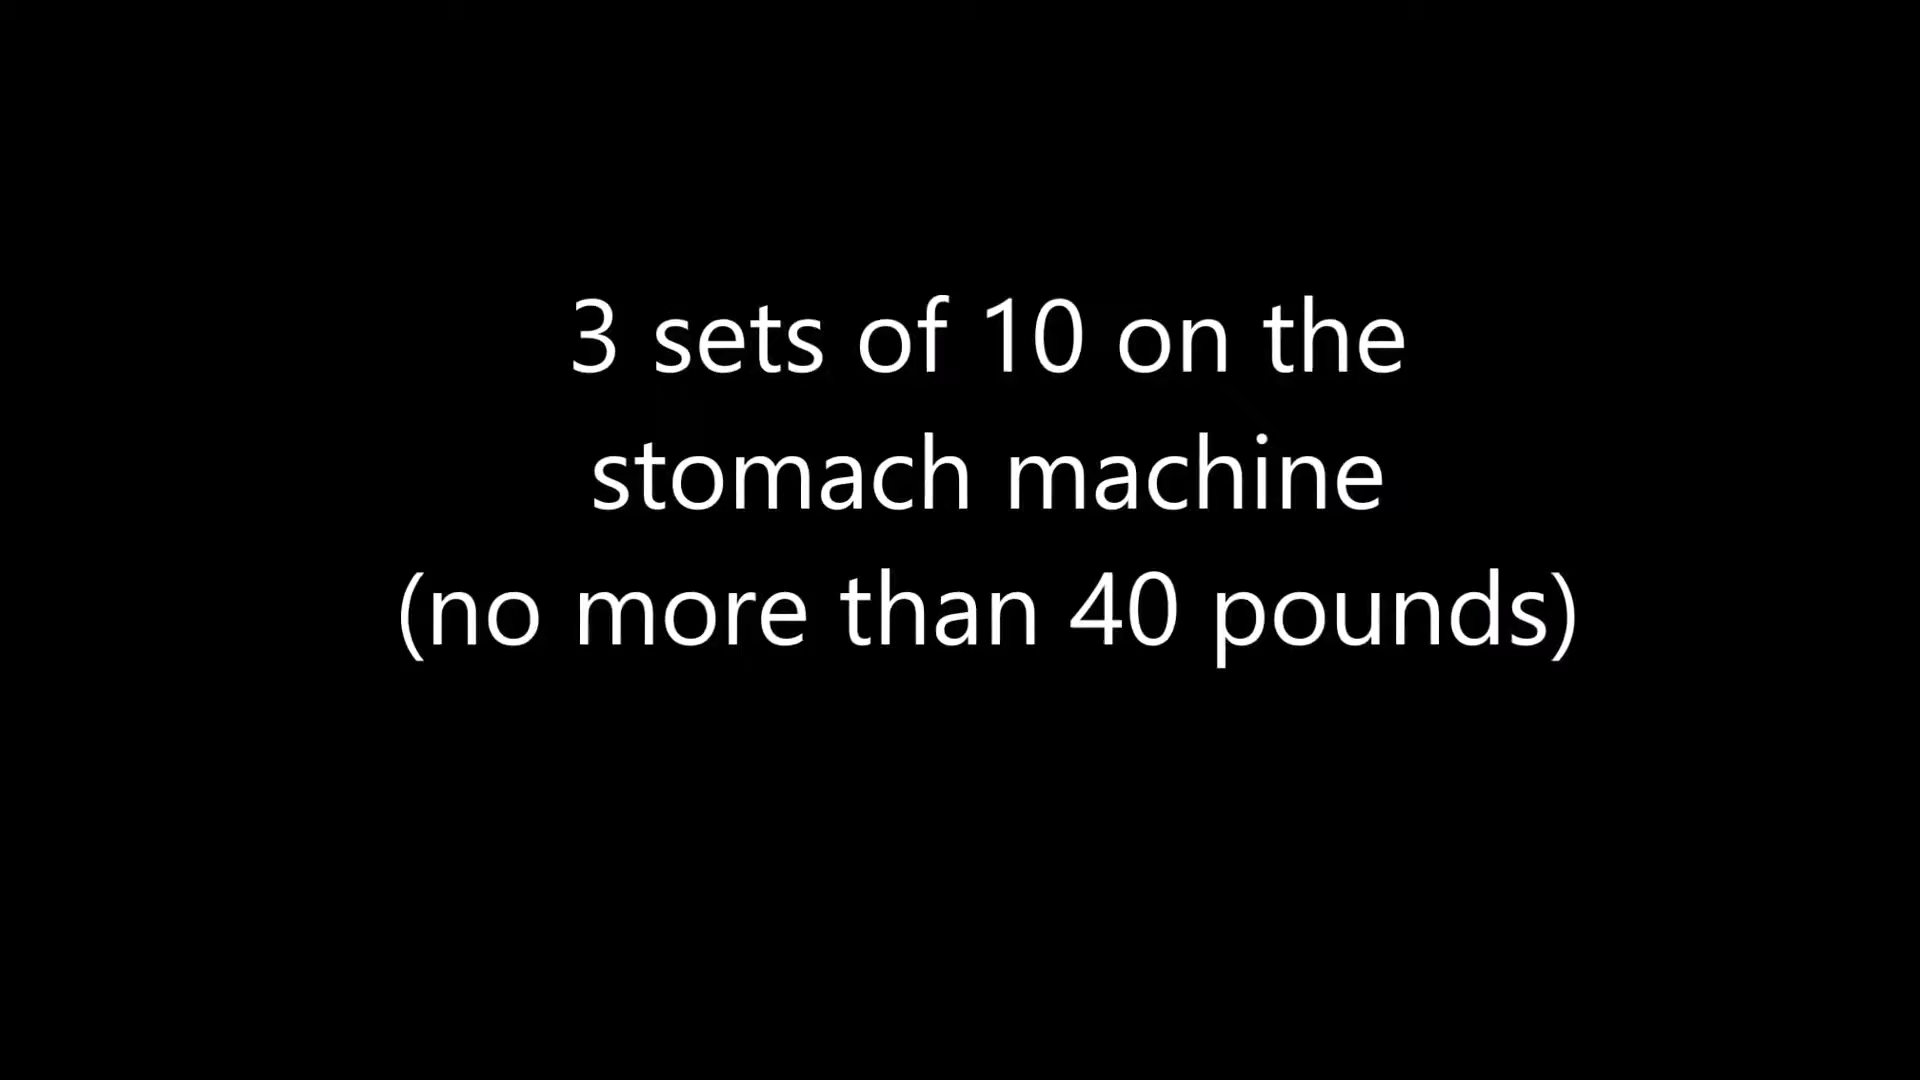 3 sets of 10 on the
stomach machine
(no more than 40 pounds)